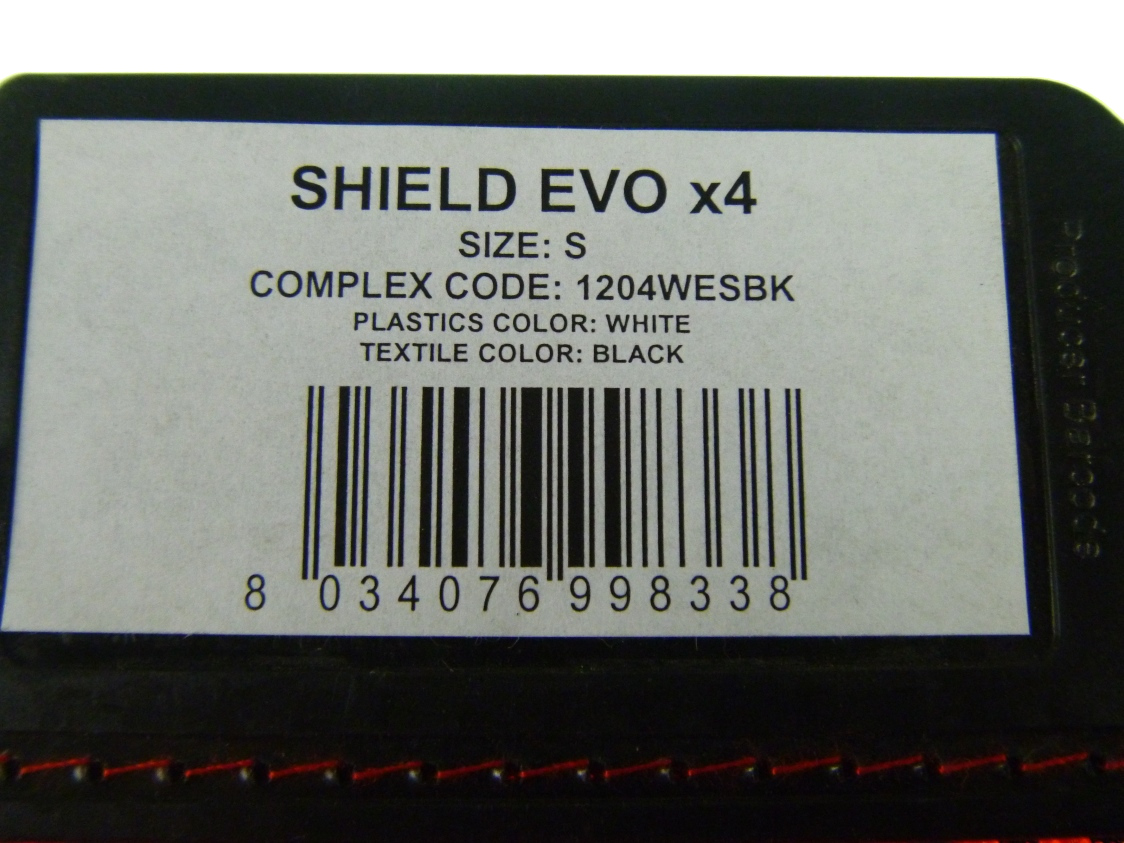 SHIELD EVO x4
SIZE: S
COMPLEX CODE: 1204WESBK
PLASTICS COLOR: WHITE
TEXTILE COLOR: BLACK
8 034076 998338
Product Barcode